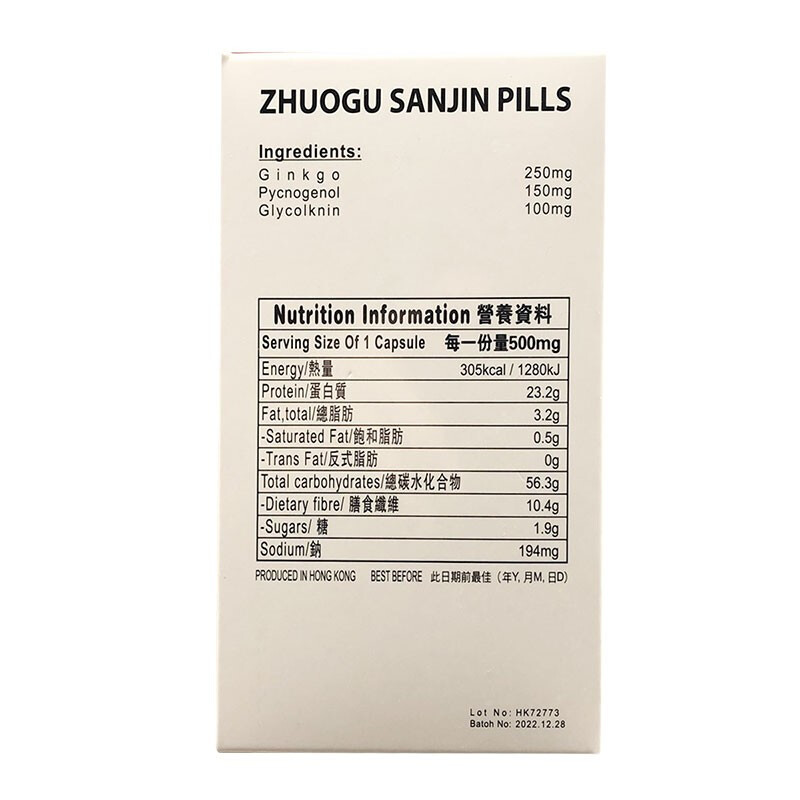 ZHUOGU SANJIN PILLS
Ingredients:
Ginkgo 250mg
Pycnogenol 150mg
Glycolknin 100mg
Nutrition Information 營養資料
Serving Size Of 1 Capsule 每一份量500mg
Energy/熱量 305kcal / 1280kJ
Protein/蛋白質 23.2g
Fat,total/總脂肪 3.2g
-Saturated Fat/飽和脂肪 0.5g
-Trans Fat/反式脂肪 0g
Total carbohydrates/總碳水化合物 56.3g
-Dietary fibre/ 膳食纖維 10.4g
-Sugars/ 糖 1.9g
Sodium/鈉 194mg
PRODUCED IN HONG KONG BEST BEFORE 此日期前最佳（年Y, 月M, 日D）
Lot No: HK72773
Batoh No: 2022.12.28